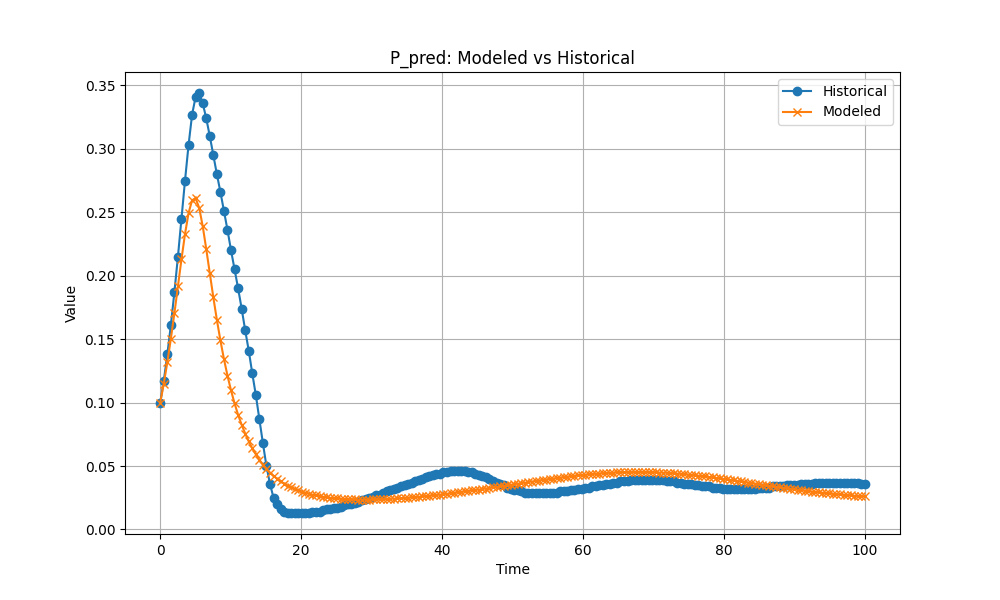 P_pred: Modeled vs Historical
Historical
Modeled
0.35
0.30
0.25
0.20
0.15
0.10
0.05
0.00
Value
0 20 40 60 80 100
Time